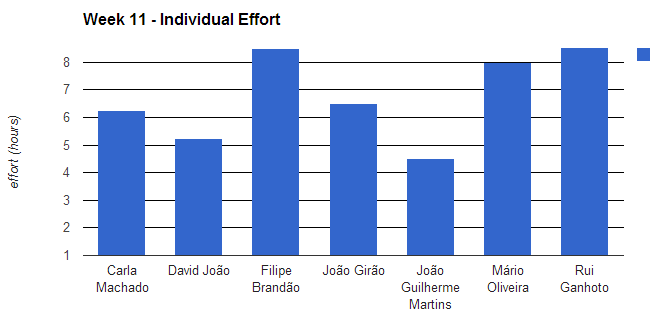 Week 11 - Individual Effort
effort (hours)
8
7
6
5
4
3
2
1
Carla
Machado
David João
Filipe
Brandão
João Girão
João
Guilherme
Martins
Mário
Oliveira
Rui
Ganhoto